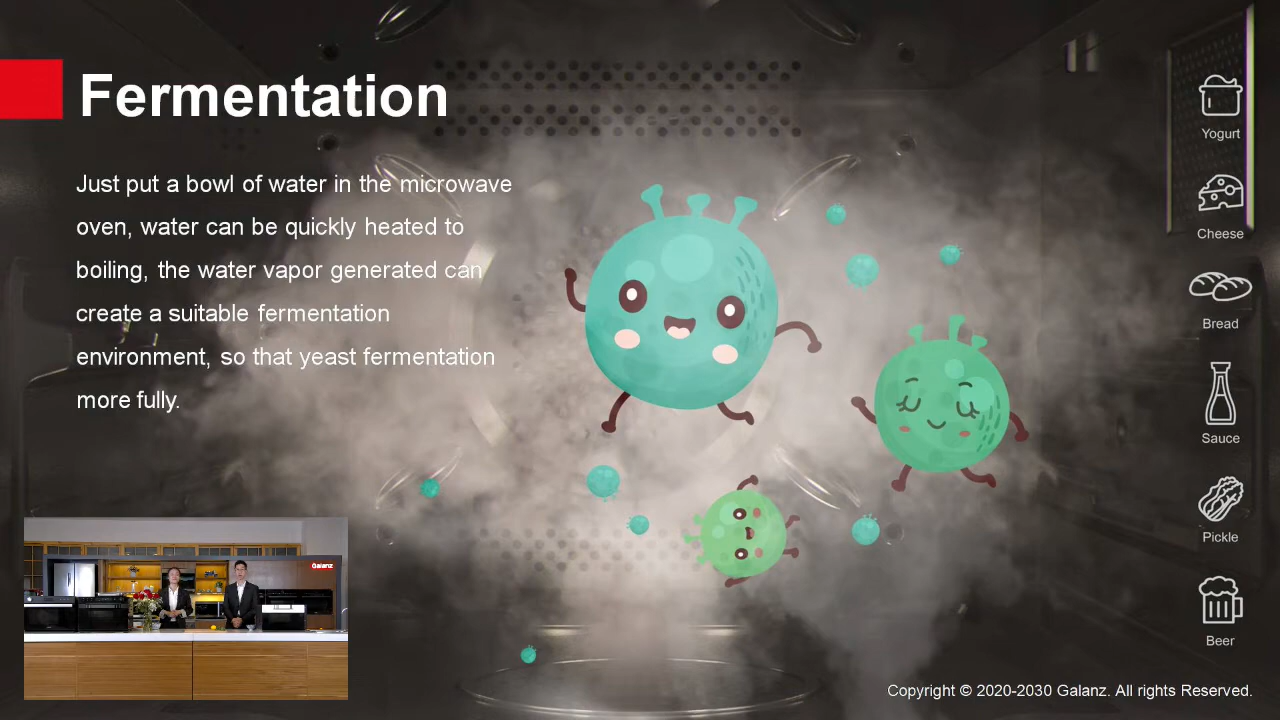 Fermentation
Just put a bowl of water in the microwave
oven, water can be quickly heated to
boiling, the water vapor generated can
create a suitable fermentation
environment, so that yeast fermentation
more fully.
Yogurt
Cheese
Bread
Sauce
Pickle
Beer
Galanz
Copyright © 2020-2030 Galanz. All rights Reserved.